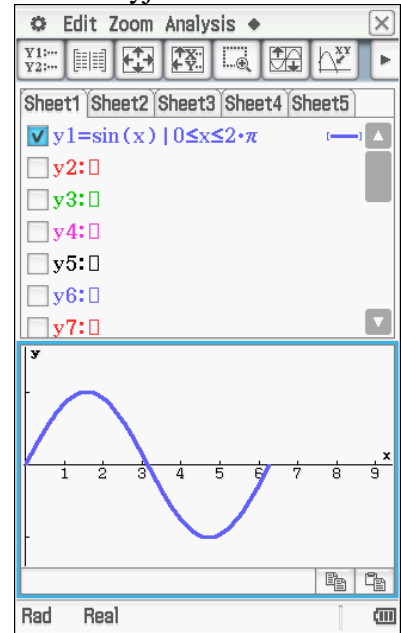 Edit Zoom Analysis ◆
Y1:… Y2:… XY
Sheet1 Sheet2 Sheet3 Sheet4 Sheet5
y1=sin(x)|0≤x≤2·π
y2:▯
y3:▯
y4:▯
y5:▯
y6:▯
y7:▯
y
x
1 2 3 4 5 6 7 8 9
Rad Real